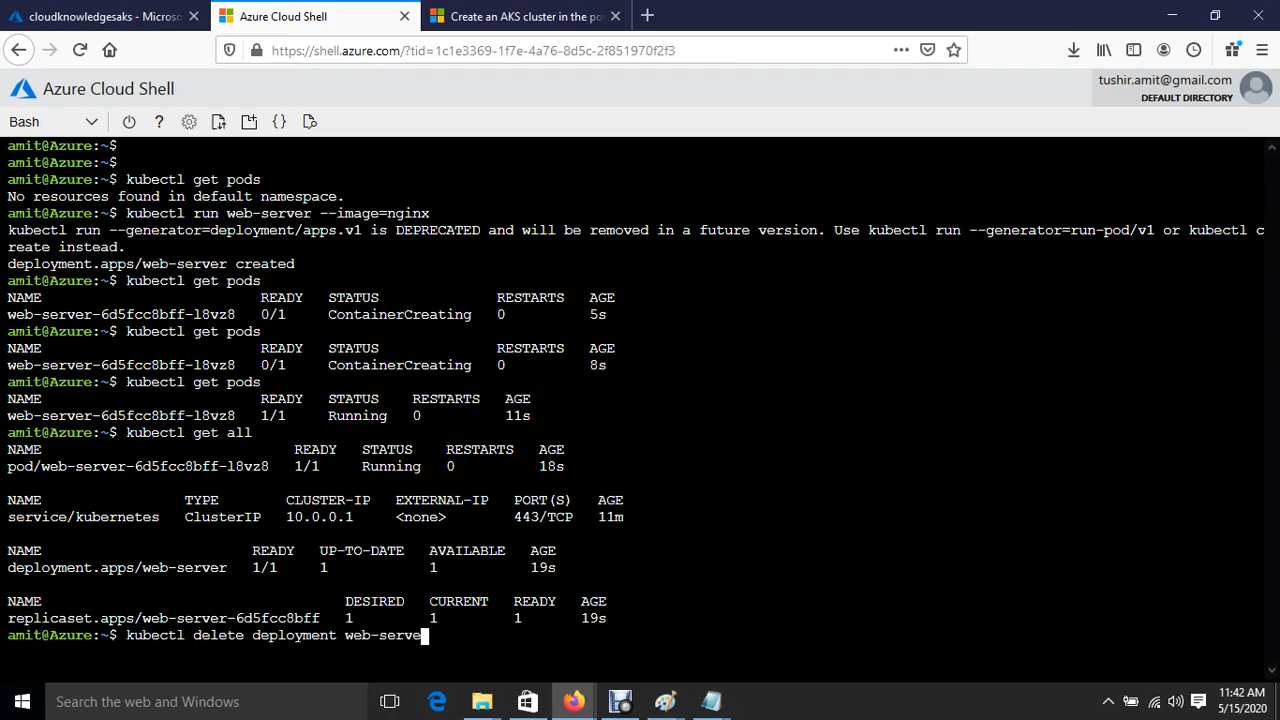 cloudknowledgesaks - Micros
Azure Cloud Shell
Create an AKS cluster in the po
https://shell.azure.com/?tid=1c1e3369-1f7e-4a76-8d5c-2f851970f2f3
Azure Cloud Shell
tushir.amit@gmail.com
DEFAULT DIRECTORY
Bash
amit@Azure:~$
amit@Azure:~$
amit@Azure:~$ kubectl get pods
No resources found in default namespace.
amit@Azure:~$ kubectl run web-server --image=nginx
kubectl run --generator=deployment/apps.v1 is DEPRECATED and will be removed in a future version. Use kubectl run --generator=run-pod/v1 or kubectl c
reate instead.
deployment.apps/web-server created
amit@Azure:~$ kubectl get pods
NAME READY STATUS RESTARTS AGE
web-server-6d5fcc8bff-l8vz8 0/1 ContainerCreating 0 5s
amit@Azure:~$ kubectl get pods
NAME READY STATUS RESTARTS AGE
web-server-6d5fcc8bff-l8vz8 0/1 ContainerCreating 0 8s
amit@Azure:~$ kubectl get pods
NAME READY STATUS RESTARTS AGE
web-server-6d5fcc8bff-l8vz8 1/1 Running 0 11s
amit@Azure:~$ kubectl get all
NAME READY STATUS RESTARTS AGE
pod/web-server-6d5fcc8bff-l8vz8 1/1 Running 0 18s
NAME TYPE CLUSTER-IP EXTERNAL-IP PORT(S) AGE
service/kubernetes ClusterIP 10.0.0.1 <none> 443/TCP 11m
NAME READY UP-TO-DATE AVAILABLE AGE
deployment.apps/web-server 1/1 1 1 19s
NAME DESIRED CURRENT READY AGE
replicaset.apps/web-server-6d5fcc8bff 1 1 1 19s
amit@Azure:~$ kubectl delete deployment web-serve
Search the web and Windows
11:42 AM
5/15/2020